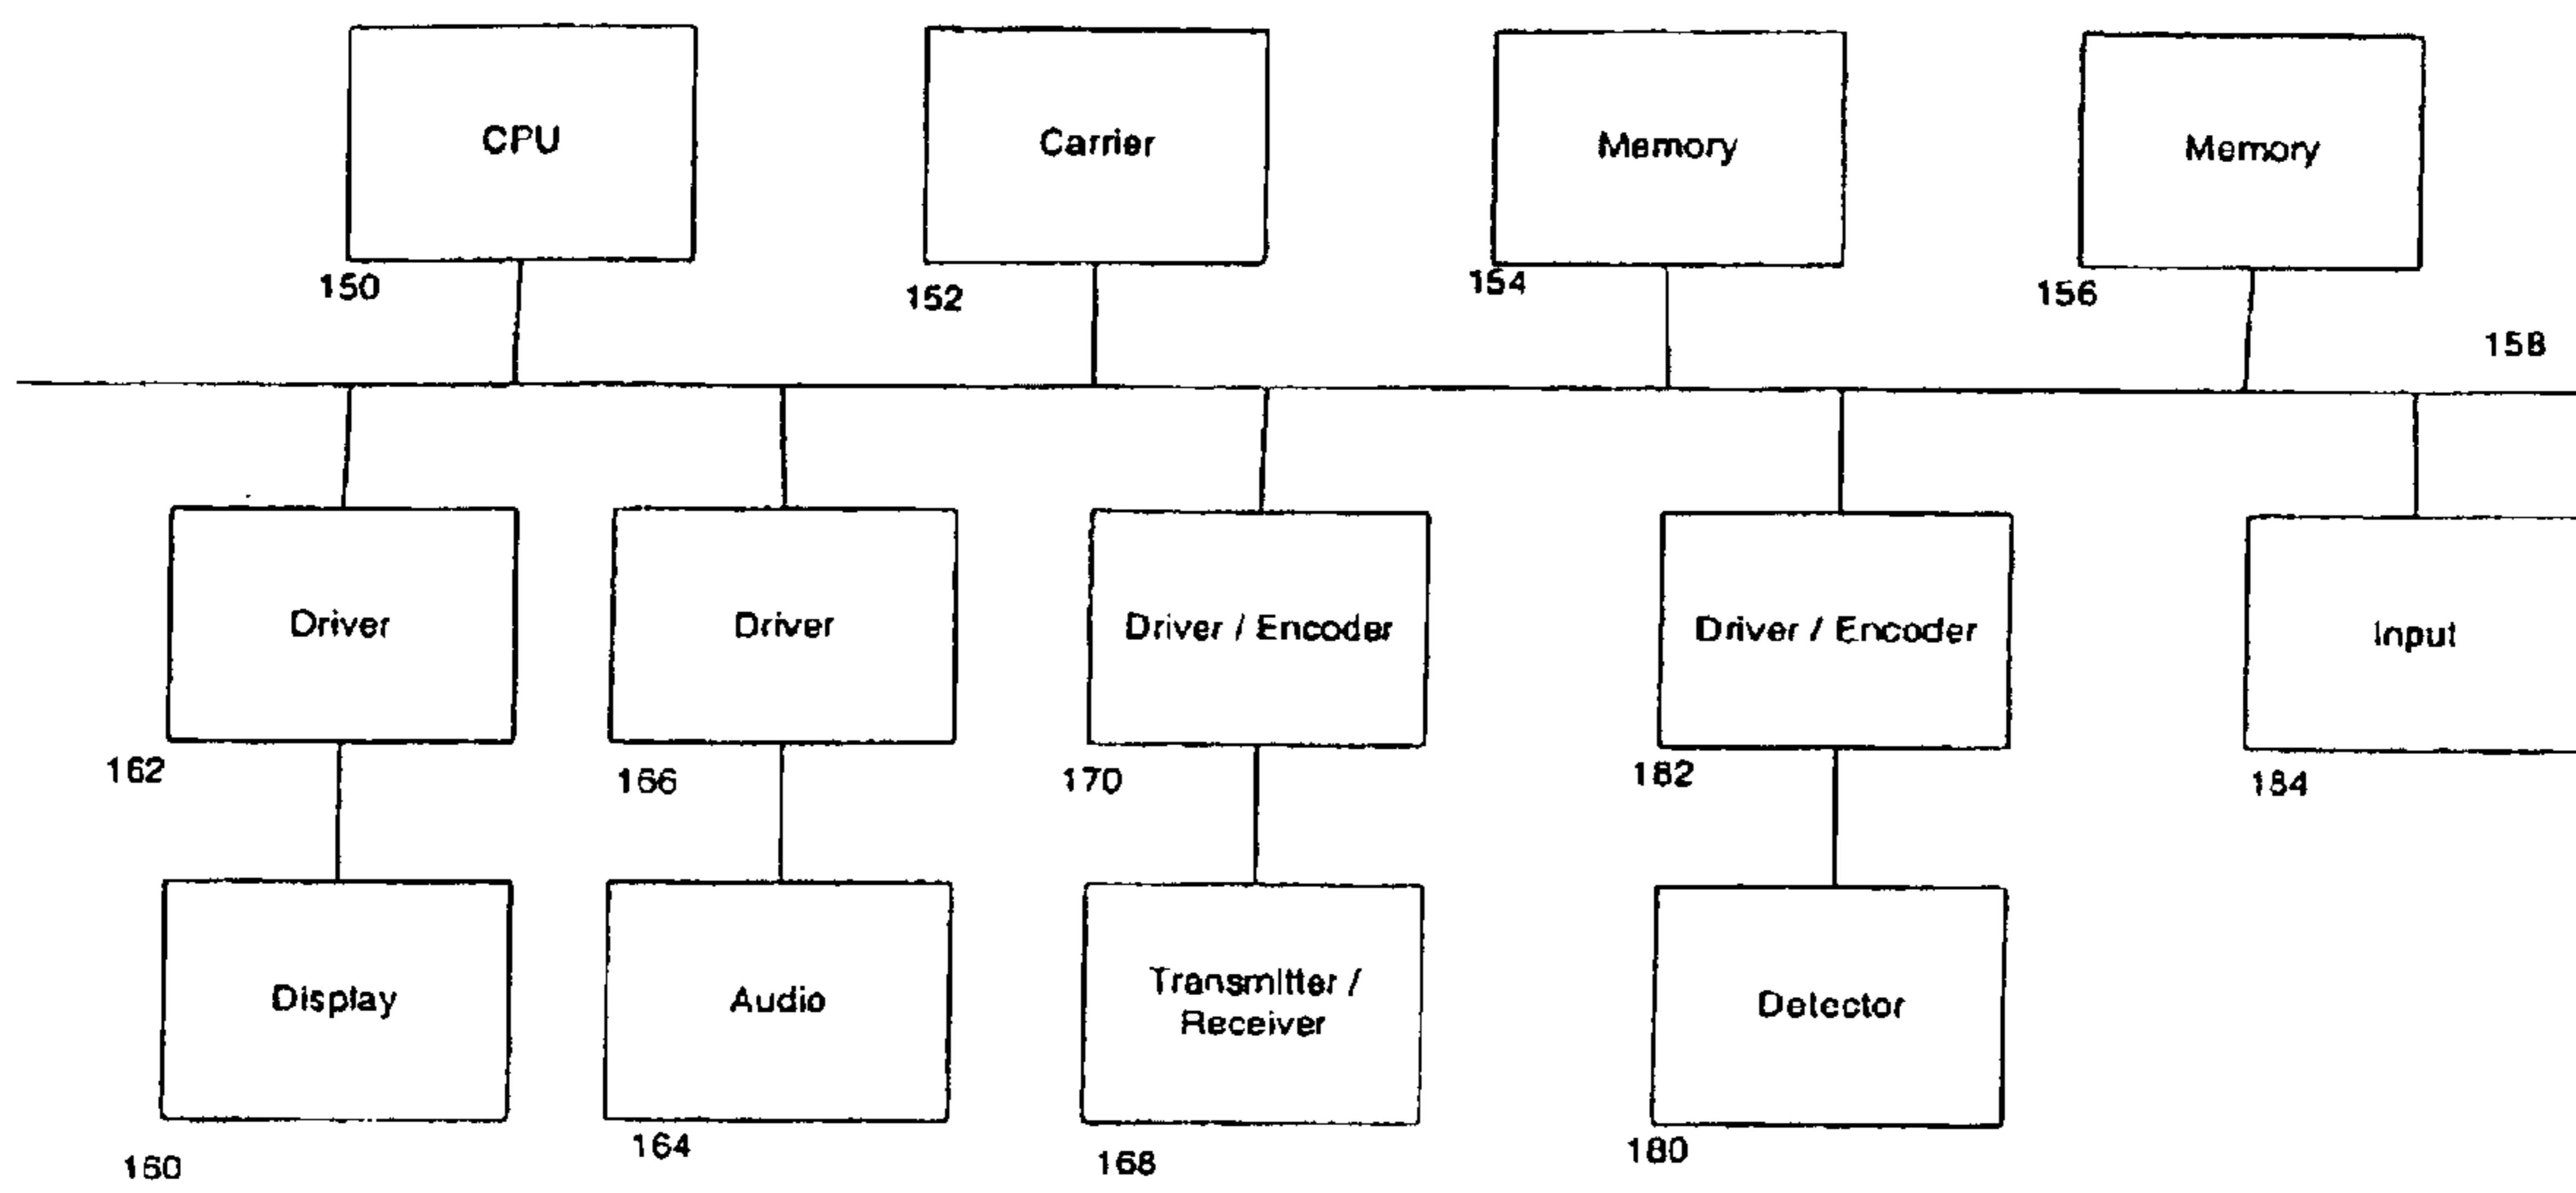 CPU
Carrier
Memory
Memory
150
152
154
156
158
Driver
Driver
Driver / Encoder
Driver / Encoder
Input
162
166
170
182
184
Display
Audio
Transmitter /
Receiver
Detector
160
164
168
180